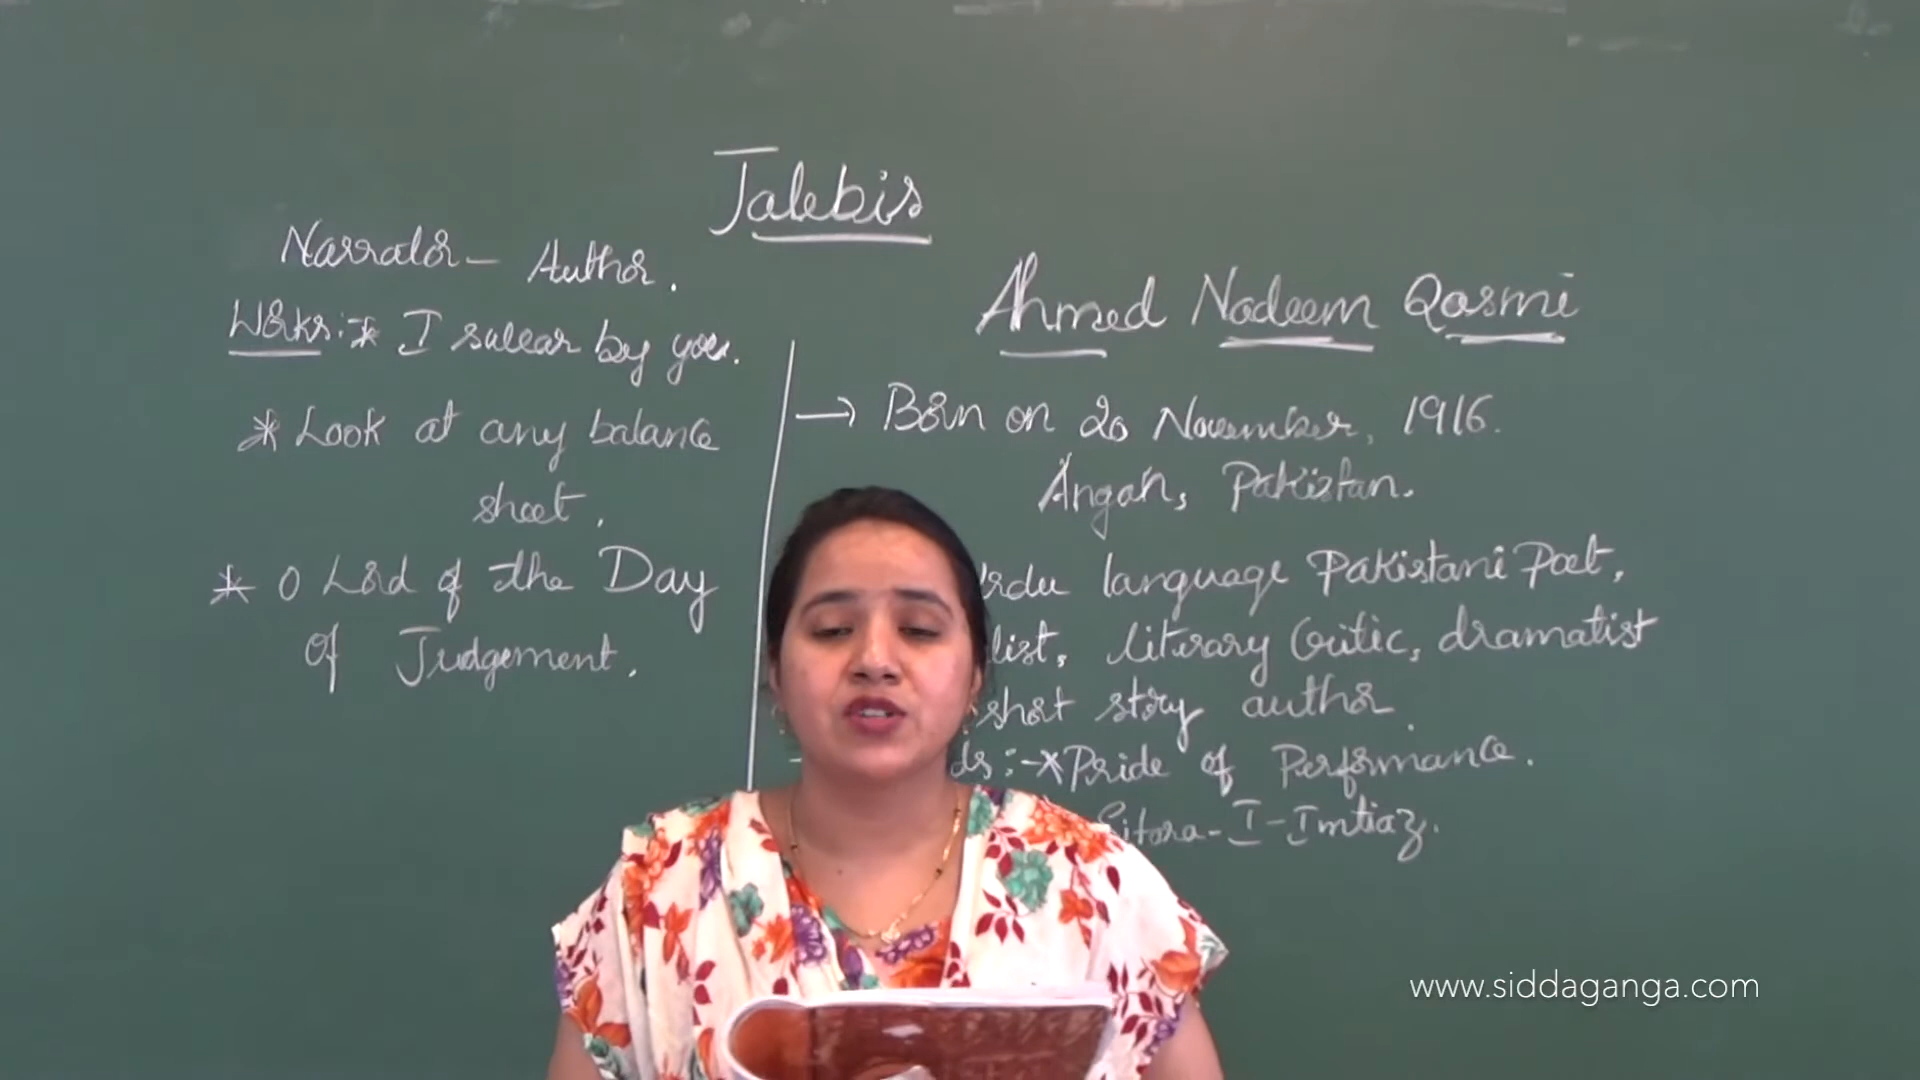 Jalebis
Narrator - Author.
Works:* I swear by you.
* Look at any balance
sheet.
* O Lord of the Day
of Judgement.
Ahmed Nadeem Qasmi
→ Born on 20 November, 1916.
Angah, Pakistan.
language Pakistani Poet,
literary Critic, dramatist
short story author.
:-* Pride of Performance.
Sitara-I-Imtiaz.
www.siddaganga.com